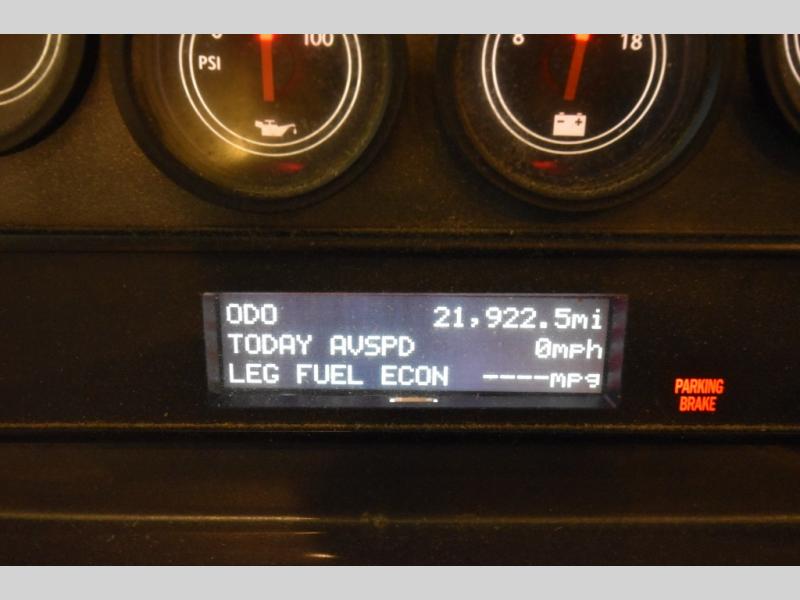 100
PSI
8
18
ODO 21,922.5mi
TODAY AVSPD 0mph
LEG FUEL ECON ----mpg
PARKING
BRAKE